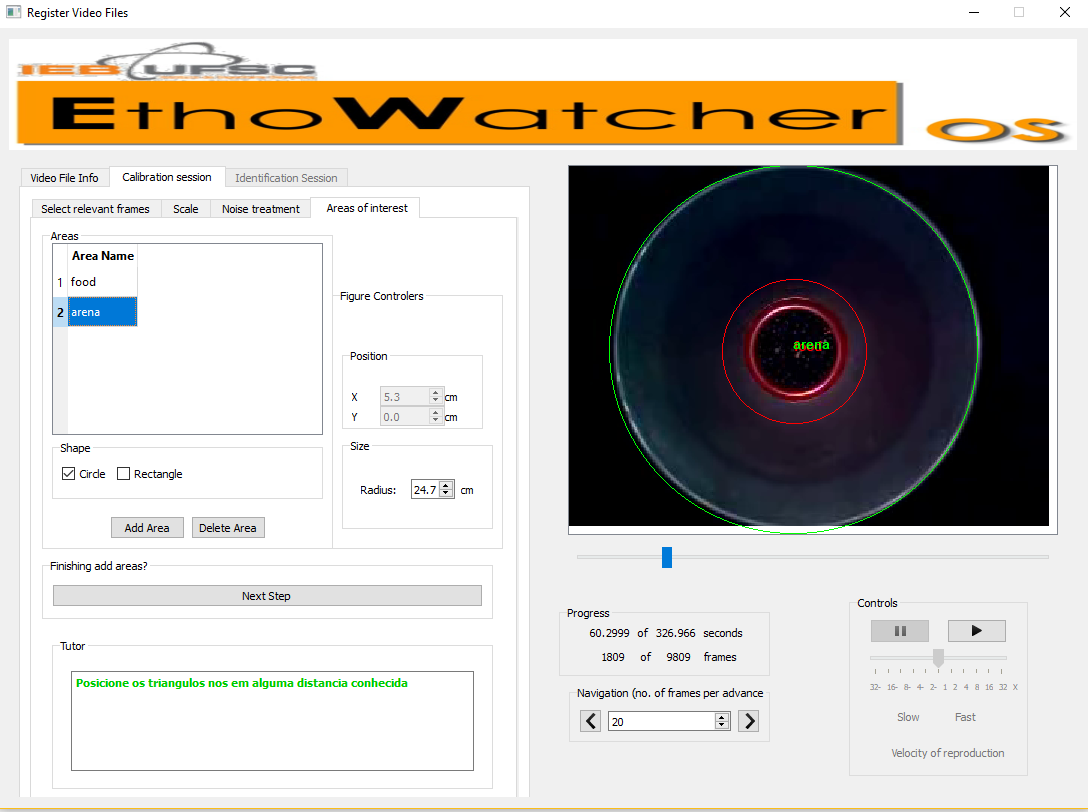 Register Video Files
IEB UFSC
EthoWatcher
OS
Video File Info
Calibration session
Identification Session
Select relevant frames
Scale
Noise treatment
Areas of interest
Areas
Area Name
1 food
2 arena
Figure Controlers
Position
X 5.3 cm
Y 0.0 cm
Shape
Circle
Rectangle
Size
Radius: 24.7 cm
Add Area
Delete Area
Finishing add areas?
Next Step
Tutor
Posicione os triangulos nos em alguma distancia conhecida
arena
Progress
60.2999 of 326.966 seconds
1809 of 9809 frames
Navigation (no. of frames per advance
20
Controls
32- 16- 8- 4- 2- 1 2 4 8 16 32 X
Slow
Fast
Velocity of reproduction